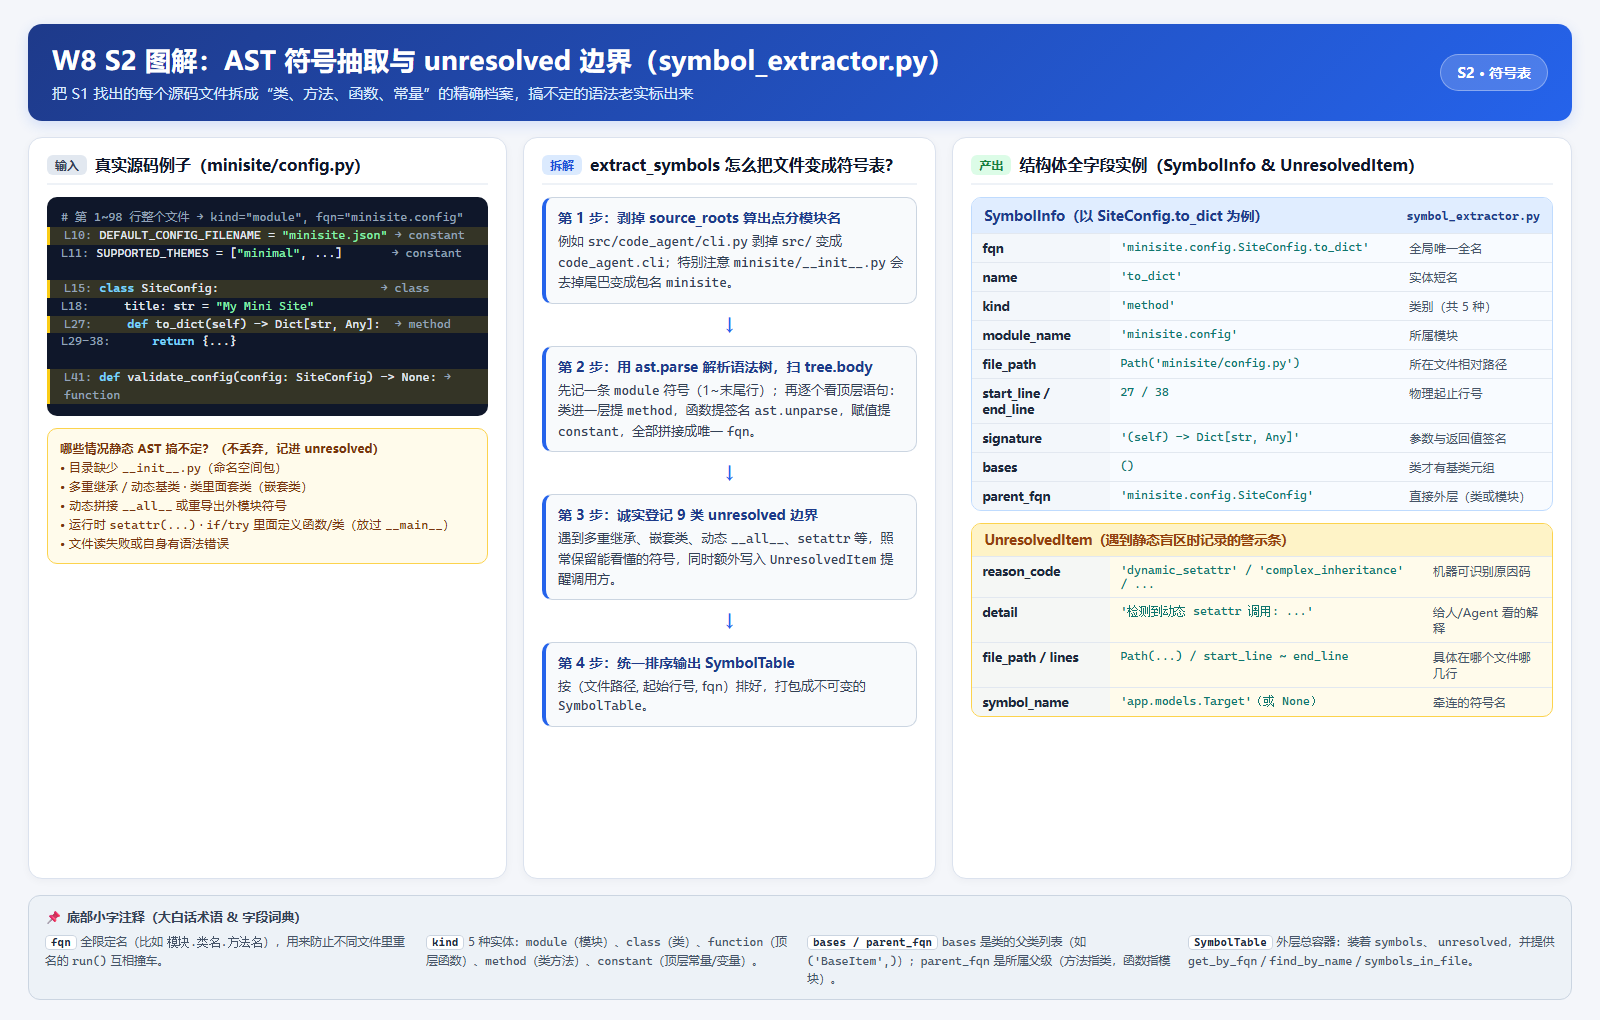 W8 S2 图解：AST 符号抽取与 unresolved 边界（symbol_extractor.py）
把 S1 找出的每个源码文件拆成“类、方法、函数、常量”的精确档案，搞不定的语法老实标出来
S2 • 符号表
输入 真实源码例子（minisite/config.py）
# 第 1~98 行整个文件 → kind="module", fqn="minisite.config"
L10: DEFAULT_CONFIG_FILENAME = "minisite.json" → constant
L11: SUPPORTED_THEMES = ["minimal", ...] → constant
L15: class SiteConfig: → class
L18: title: str = "My Mini Site"
L27: def to_dict(self) -> Dict[str, Any]: → method
L29-38: return {...}
L41: def validate_config(config: SiteConfig) -> None: →
function
哪些情况静态 AST 搞不定？（不丢弃，记进 unresolved）
• 目录缺少 __init__.py（命名空间包）
• 多重继承 / 动态基类 · 类里面套类（嵌套类）
• 动态拼接 __all__ 或重导出外模块符号
• 运行时 setattr(...) · if/try 里面定义函数/类（放过 __main__）
• 文件读失败或自身有语法错误
拆解 extract_symbols 怎么把文件变成符号表？
第 1 步：剥掉 source_roots 算出点分模块名
例如 src/code_agent/cli.py 剥掉 src/ 变成
code_agent.cli；特别注意 minisite/__init__.py 会
去掉尾巴变成包名 minisite。
↓
第 2 步：用 ast.parse 解析语法树，扫 tree.body
先记一条 module 符号（1~末尾行）；再逐个看顶层语句：
类进一层提 method，函数提签名 ast.unparse，赋值提
constant，全部拼接成唯一 fqn。
↓
第 3 步：诚实登记 9 类 unresolved 边界
遇到多重继承、嵌套类、动态 __all__、setattr 等，照
常保留能看懂的符号，同时额外写入 UnresolvedItem 提
醒调用方。
↓
第 4 步：统一排序输出 SymbolTable
按（文件路径, 起始行号, fqn）排好，打包成不可变的
SymbolTable。
产出 结构体全字段实例（SymbolInfo & UnresolvedItem）
SymbolInfo（以 SiteConfig.to_dict 为例） symbol_extractor.py
fqn 'minisite.config.SiteConfig.to_dict' 全局唯一全名
name 'to_dict' 实体短名
kind 'method' 类别（共 5 种）
module_name 'minisite.config' 所属模块
file_path Path('minisite/config.py') 所在文件相对路径
start_line / 27 / 38 物理起止行号
end_line
signature '(self) -> Dict[str, Any]' 参数与返回值签名
bases () 类才有基类元组
parent_fqn 'minisite.config.SiteConfig' 直接外层（类或模块）
UnresolvedItem（遇到静态盲区时记录的警示条）
reason_code 'dynamic_setattr' / 'complex_inheritance' 机器可识别原因码
/ ...
detail '检测到动态 setattr 调用: ...' 给人/Agent 看的解
释
file_path / lines Path(...) / start_line ~ end_line 具体在哪个文件哪
几行
symbol_name 'app.models.Target'（或 None） 牵连的符号名
📌 底部小字注释（大白话术语 & 字段词典）
fqn 全限定名（比如 模块.类名.方法名），用来防止不同文件里重
名的 run() 互相撞车。
kind 5 种实体：module（模块）、class（类）、function（顶
层函数）、method（类方法）、constant（顶层常量/变量）。
bases / parent_fqn bases 是类的父类列表（如
('BaseItem',)）；parent_fqn 是所属父级（方法指类，函数指模
块）。
SymbolTable 外层总容器：装着 symbols、 unresolved，并提供
get_by_fqn / find_by_name / symbols_in_file。